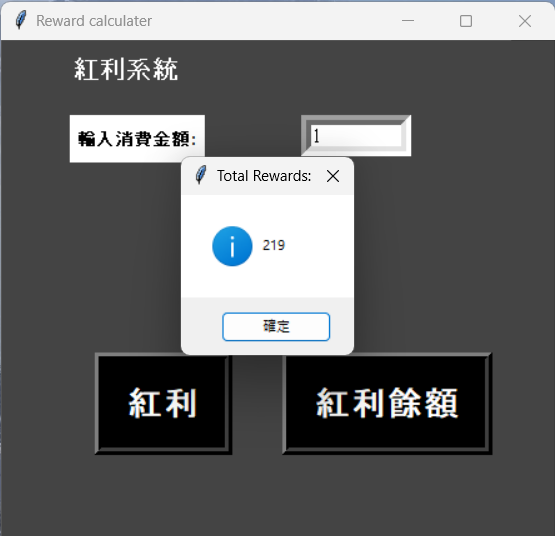 Reward calculater
紅利系統
輸入消費金額:
1
Total Rewards:
219
確定
紅利
紅利餘額